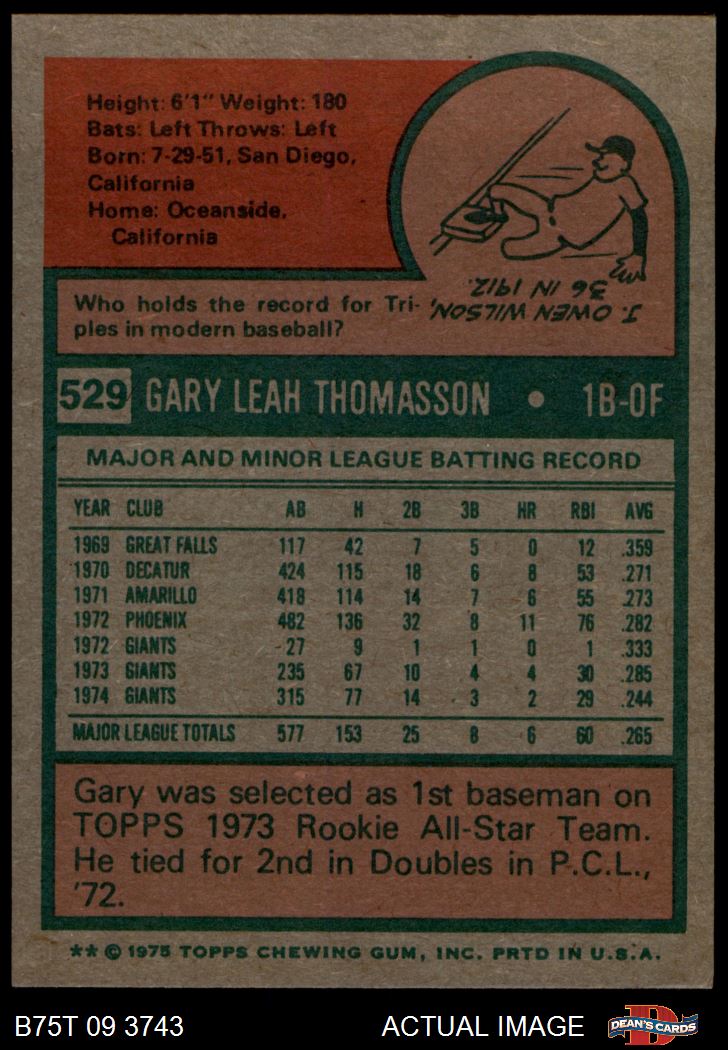 Height: 6'1" Weight: 180
Bats: Left Throws: Left
Born: 7-29-51, San Diego,
California
Home: Oceanside,
California
Who holds the record for Tri-
ples in modern baseball?
J. OWEN WILSON,
36 IN 1912.
529 GARY LEAH THOMASSON • 1B-OF
MAJOR AND MINOR LEAGUE BATTING RECORD
YEAR CLUB AB H 2B 3B HR RBI AVG
1969 GREAT FALLS 117 42 7 5 0 12 .359
1970 DECATUR 424 115 18 6 8 53 .271
1971 AMARILLO 418 114 14 7 6 55 .273
1972 PHOENIX 482 136 32 8 11 76 .282
1972 GIANTS 27 9 1 1 0 1 .333
1973 GIANTS 235 67 10 4 4 30 .285
1974 GIANTS 315 77 14 3 2 29 .244
MAJOR LEAGUE TOTALS 577 153 25 8 6 60 .265
Gary was selected as 1st baseman on
TOPPS 1973 Rookie All-Star Team.
He tied for 2nd in Doubles in P.C.L.,
'72.
** © 1975 TOPPS CHEWING GUM, INC. PRTD IN U.S.A.
B75T 09 3743 ACTUAL IMAGE D DEAN'S CARDS